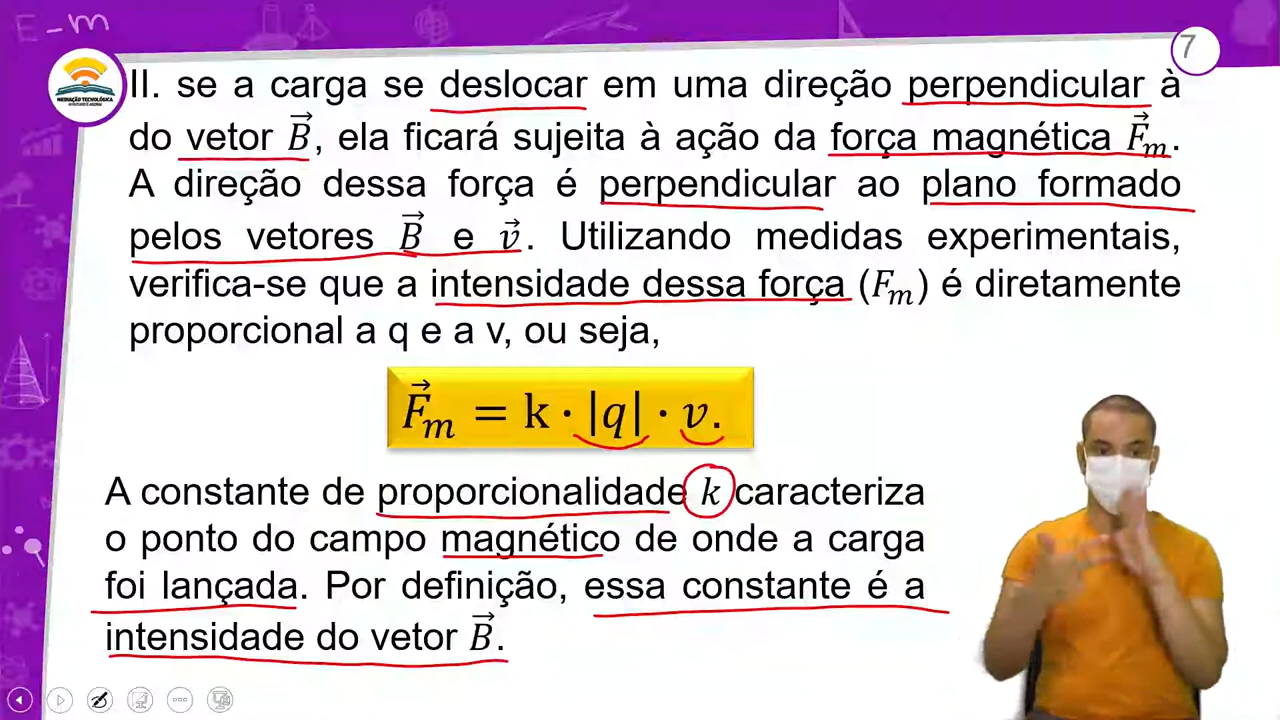 E-m
7
MEDIAÇÃO TECNOLÓGICA
II. se a carga se deslocar em uma direção perpendicular à
do vetor B⃗, ela ficará sujeita à ação da força magnética F⃗ₘ.
A direção dessa força é perpendicular ao plano formado
pelos vetores B⃗ e v⃗. Utilizando medidas experimentais,
verifica-se que a intensidade dessa força (Fₘ) é diretamente
proporcional a q e a v, ou seja,
F⃗ₘ = k · |q| · v.
A constante de proporcionalidade k caracteriza
o ponto do campo magnético de onde a carga
foi lançada. Por definição, essa constante é a
intensidade do vetor B⃗.